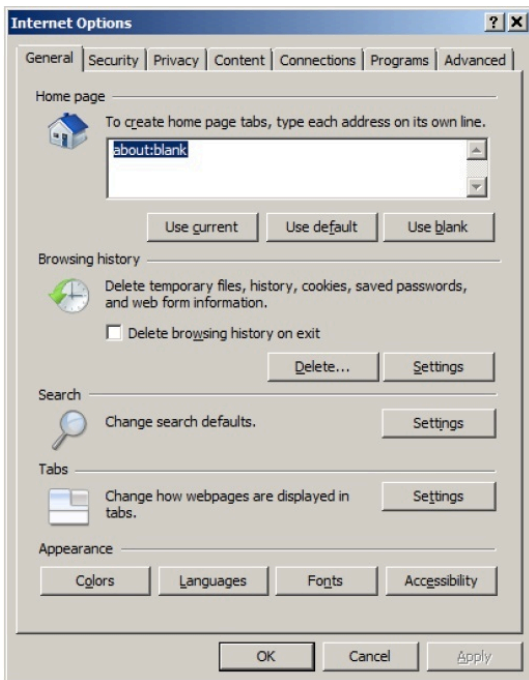 Internet Options
General Security Privacy Content Connections Programs Advanced
Home page
To create home page tabs, type each address on its own line.
about:blank
Use current Use default Use blank
Browsing history
Delete temporary files, history, cookies, saved passwords,
and web form information.
Delete browsing history on exit
Delete... Settings
Search
Change search defaults.
Settings
Tabs
Change how webpages are displayed in
tabs.
Settings
Appearance
Colors Languages Fonts Accessibility
OK Cancel Apply